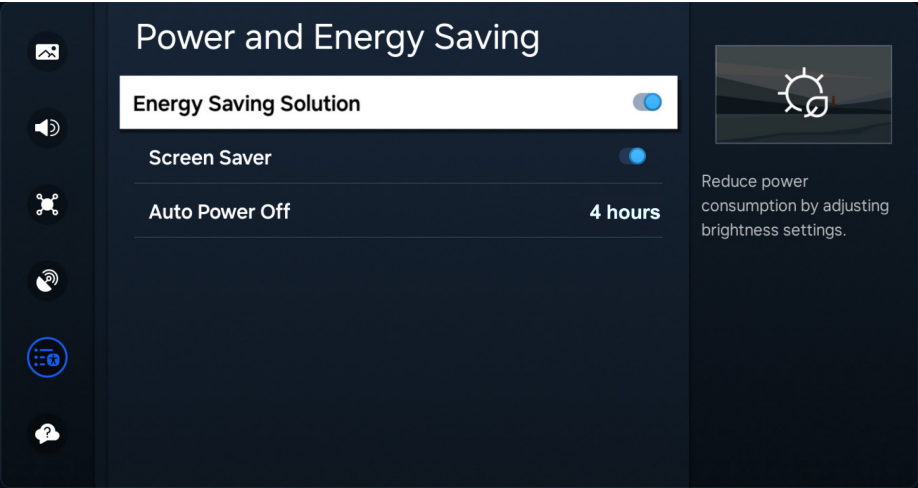 Power and Energy Saving
Energy Saving Solution
Screen Saver
Auto Power Off 4 hours
Reduce power
consumption by adjusting
brightness settings.